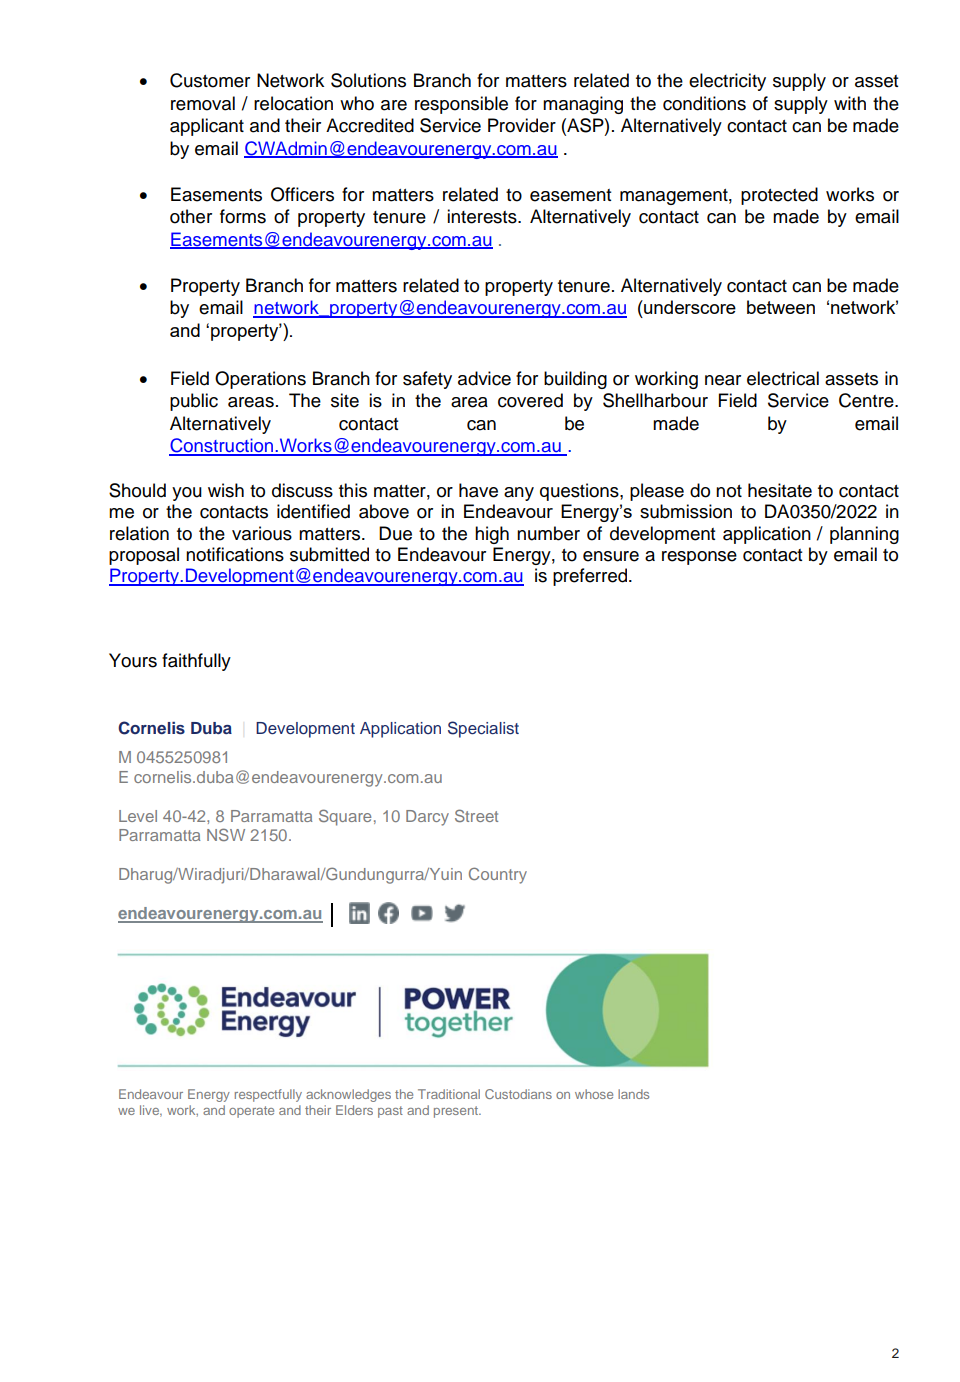 • Customer Network Solutions Branch for matters related to the electricity supply or asset
removal / relocation who are responsible for managing the conditions of supply with the
applicant and their Accredited Service Provider (ASP). Alternatively contact can be made
by email CWAdmin@endeavourenergy.com.au .
• Easements Officers for matters related to easement management, protected works or
other forms of property tenure / interests. Alternatively contact can be made by email
Easements@endeavourenergy.com.au .
• Property Branch for matters related to property tenure. Alternatively contact can be made
by email network_property@endeavourenergy.com.au (underscore between ‘network’
and ‘property’).
• Field Operations Branch for safety advice for building or working near electrical assets in
public areas. The site is in the area covered by Shellharbour Field Service Centre.
Alternatively contact can be made by email
Construction.Works@endeavourenergy.com.au .
Should you wish to discuss this matter, or have any questions, please do not hesitate to contact
me or the contacts identified above or in Endeavour Energy’s submission to DA0350/2022 in
relation to the various matters. Due to the high number of development application / planning
proposal notifications submitted to Endeavour Energy, to ensure a response contact by email to
Property.Development@endeavourenergy.com.au is preferred.
Yours faithfully
Cornelis Duba | Development Application Specialist
M 0455250981
E cornelis.duba@endeavourenergy.com.au
Level 40-42, 8 Parramatta Square, 10 Darcy Street
Parramatta NSW 2150.
Dharug/Wiradjuri/Dharawal/Gundungurra/Yuin Country
endeavourenergy.com.au |
Endeavour
Energy
POWER
together
Endeavour Energy respectfully acknowledges the Traditional Custodians on whose lands
we live, work, and operate and their Elders past and present.
2